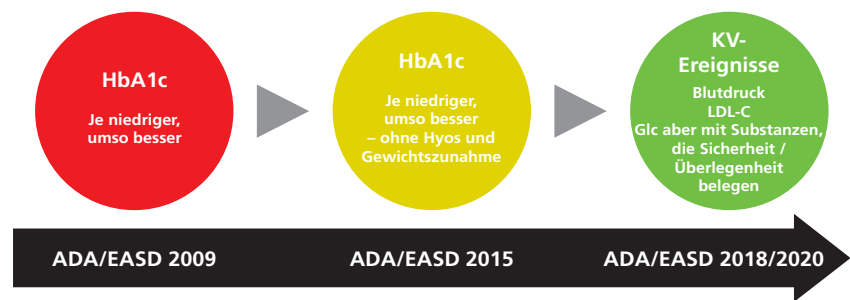 HbA1c
Je niedriger,
umso besser
HbA1c
Je niedriger,
umso besser
– ohne Hyos und
Gewichtszunahme
KV-
Ereignisse
Blutdruck
LDL-C
Glc aber mit Substanzen,
die Sicherheit /
Überlegenheit
belegen
ADA/EASD 2009
ADA/EASD 2015
ADA/EASD 2018/2020